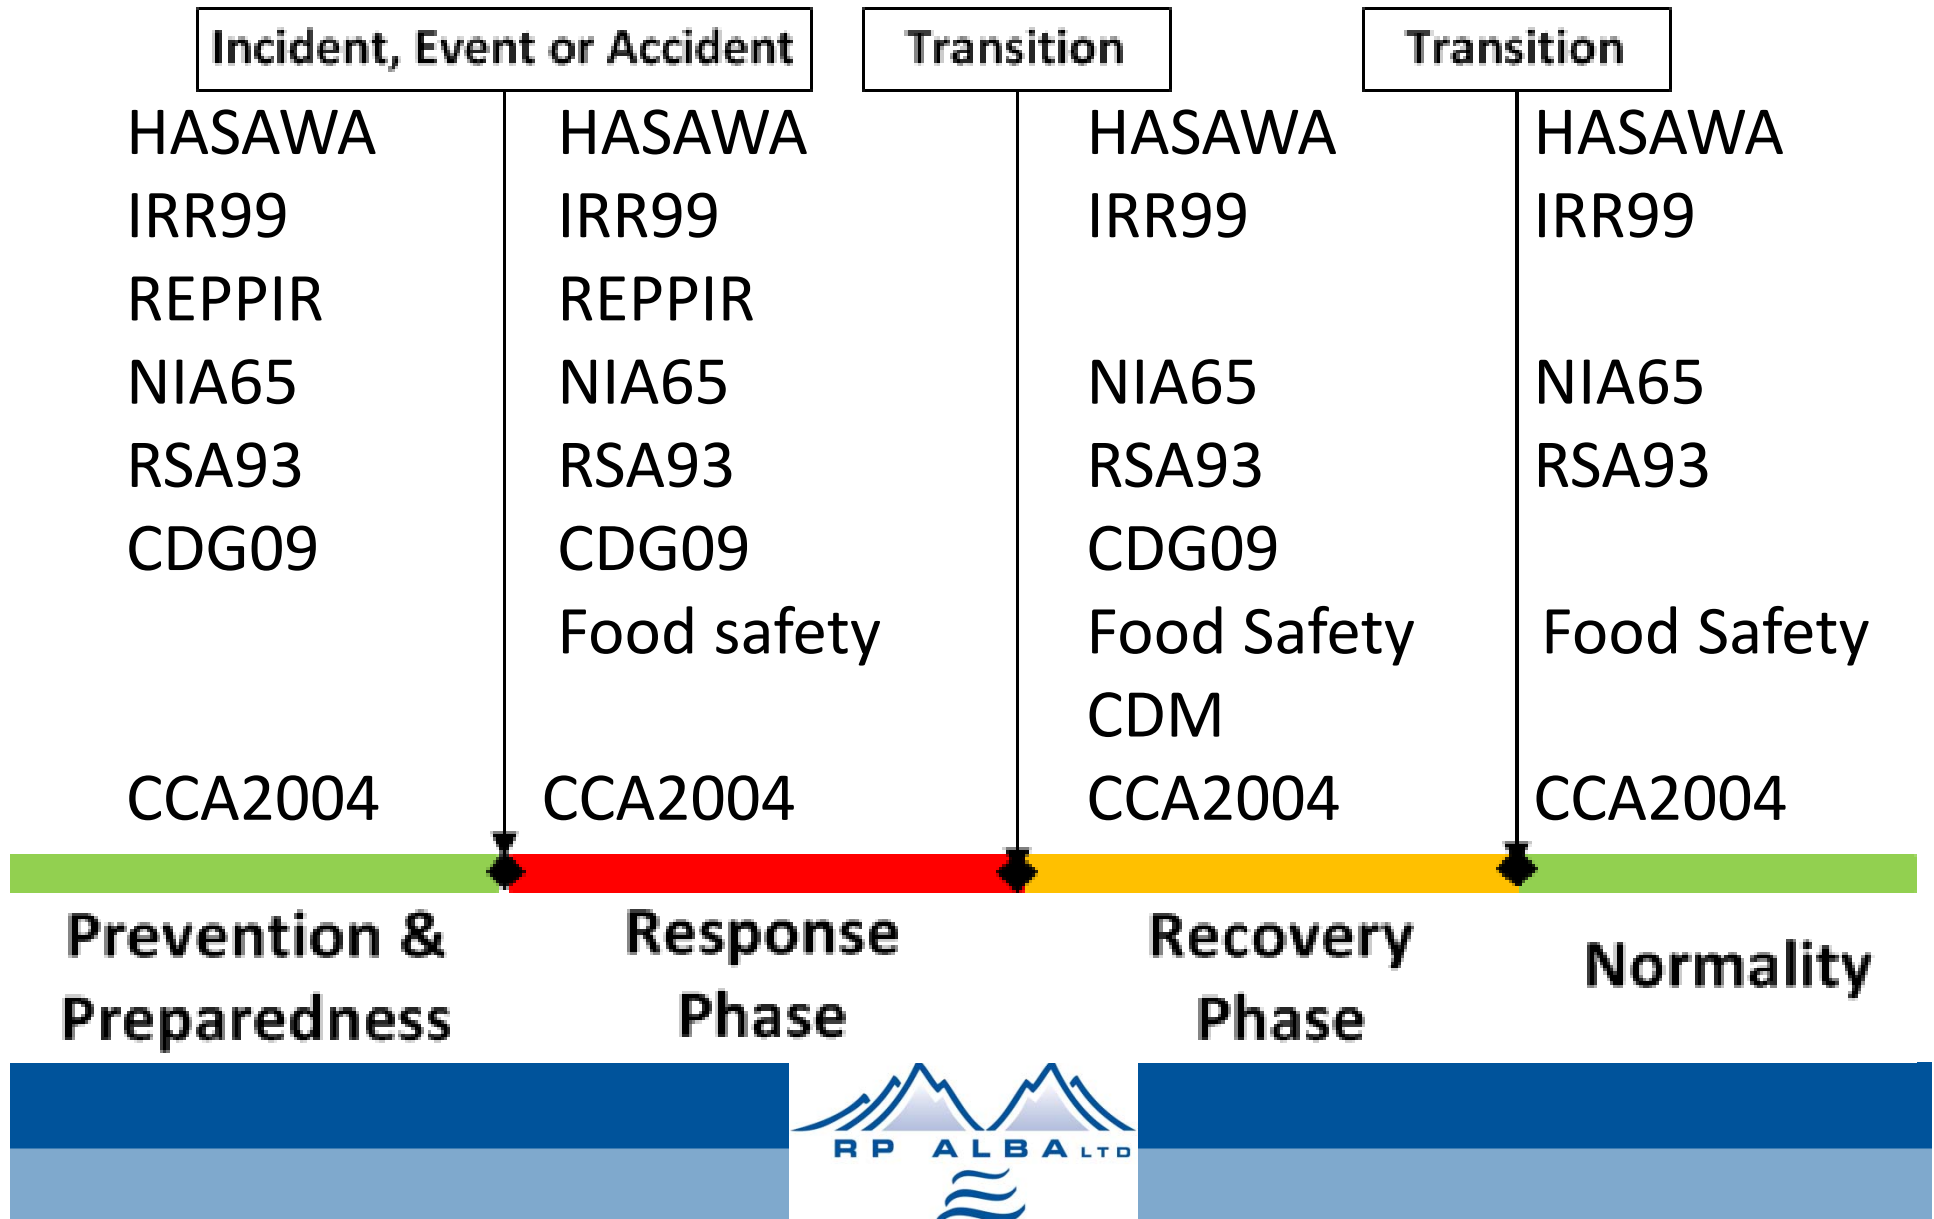 Incident, Event or Accident
Transition
Transition
HASAWA
IRR99
REPPIR
NIA65
RSA93
CDG09
CCA2004
HASAWA
IRR99
REPPIR
NIA65
RSA93
CDG09
Food safety
CCA2004
HASAWA
IRR99
NIA65
RSA93
CDG09
Food Safety
CDM
CCA2004
HASAWA
IRR99
NIA65
RSA93
Food Safety
CCA2004
Prevention &
Preparedness
Response
Phase
Recovery
Phase
Normality
RP ALBA LTD